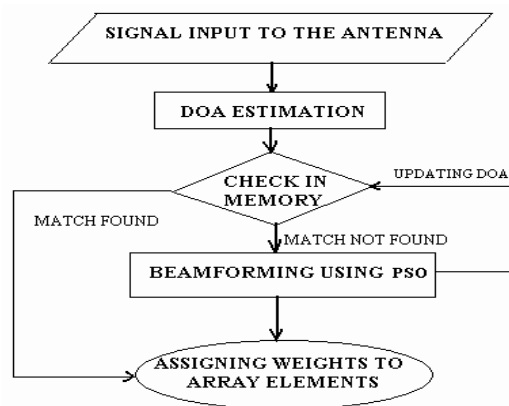 SIGNAL INPUT TO THE ANTENNA
DOA ESTIMATION
CHECK IN
MEMORY
UPDATING DOA
MATCH FOUND
MATCH NOT FOUND
BEAMFORMING USING PSO
ASSIGNING WEIGHTS TO
ARRAY ELEMENTS